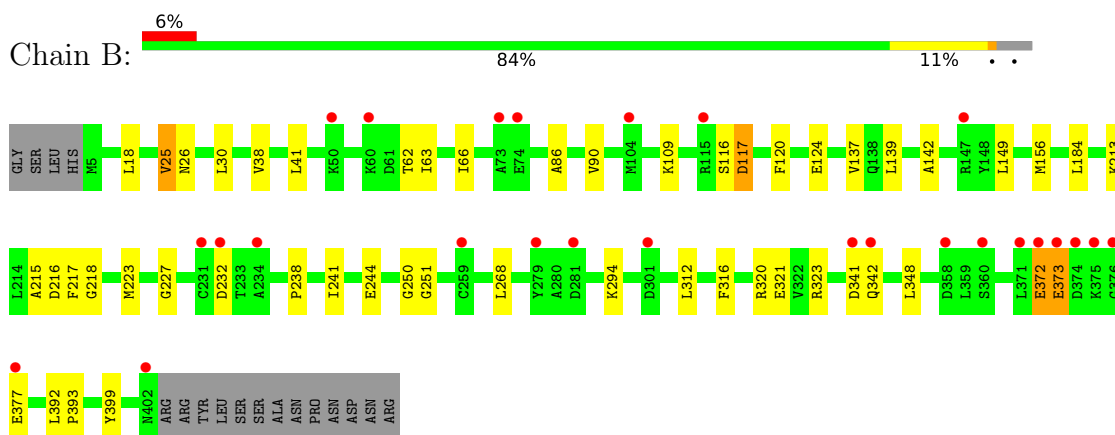 6%
Chain B:
84% 11% • •
GLY SER LEU HIS M5 L18 V25 N26 L30 V38 L41 K50 K60 D61 T62 I63 I66 A73 E74 A86 V90 M104 K109 R115 S116 D117 F120 E124 V137 Q138 L139 A142 R147 Y148 L149 M156 L184 K213
L214 A215 D216 F217 G218 M223 G227 C231 D232 T233 A234 P238 I241 E244 G250 G251 C259 L268 Y279 A280 D281 K294 D301 L312 F316 R320 E321 V322 R323 D341 Q342 L348 D358 L359 S360 L371 E372 E373 D374 K375
E377 L392 P393 Y399 N402 ARG ARG TYR LEU SER SER ALA ASN PRO ASN ASP ASN ARG